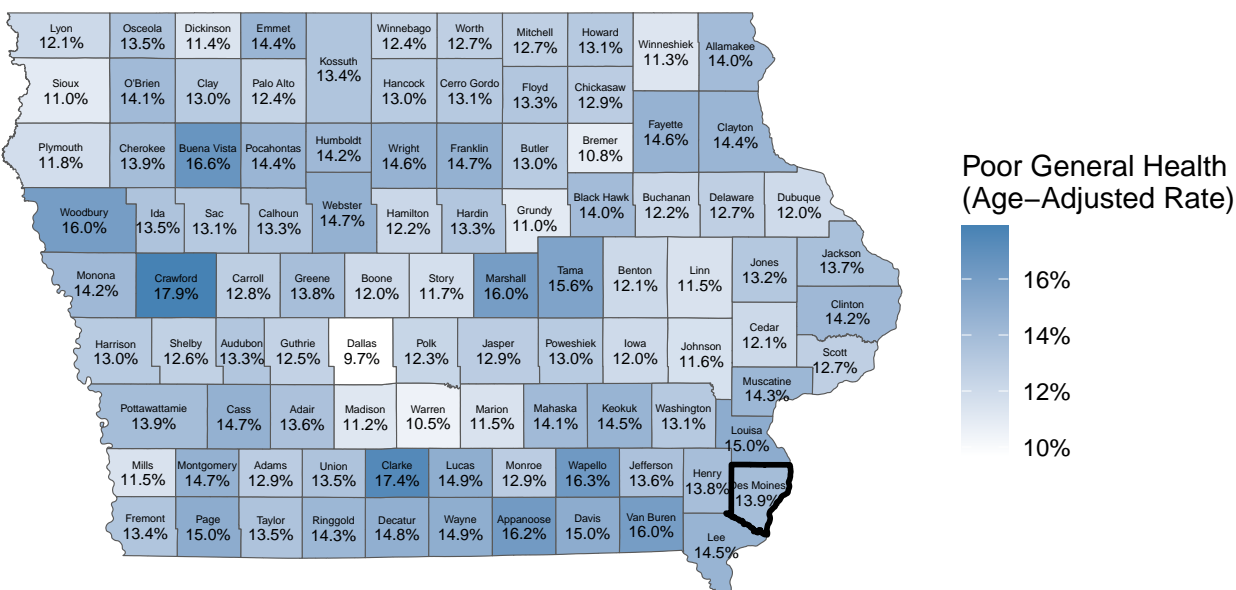 Lyon
12.1%
Osceola
13.5%
Dickinson
11.4%
Emmet
14.4%
Kossuth
13.4%
Winnebago
12.4%
Worth
12.7%
Mitchell
12.7%
Howard
13.1%
Winneshiek
11.3%
Allamakee
14.0%
Sioux
11.0%
O'Brien
14.1%
Clay
13.0%
Palo Alto
12.4%
Hancock
13.0%
Cerro Gordo
13.1%
Floyd
13.3%
Chickasaw
12.9%
Fayette
14.6%
Clayton
14.4%
Plymouth
11.8%
Cherokee
13.9%
Buena Vista
16.6%
Pocahontas
14.4%
Humboldt
14.2%
Wright
14.6%
Franklin
14.7%
Butler
13.0%
Bremer
10.8%
Woodbury
16.0%
Ida
13.5%
Sac
13.1%
Calhoun
13.3%
Webster
14.7%
Hamilton
12.2%
Hardin
13.3%
Grundy
11.0%
Black Hawk
14.0%
Buchanan
12.2%
Delaware
12.7%
Dubuque
12.0%
Monona
14.2%
Crawford
17.9%
Carroll
12.8%
Greene
13.8%
Boone
12.0%
Story
11.7%
Marshall
16.0%
Tama
15.6%
Benton
12.1%
Linn
11.5%
Jones
13.2%
Jackson
13.7%
Clinton
14.2%
Harrison
13.0%
Shelby
12.6%
Audubon
13.3%
Guthrie
12.5%
Dallas
9.7%
Polk
12.3%
Jasper
12.9%
Poweshiek
13.0%
Iowa
12.0%
Johnson
11.6%
Cedar
12.1%
Scott
12.7%
Muscatine
14.3%
Pottawattamie
13.9%
Cass
14.7%
Adair
13.6%
Madison
11.2%
Warren
10.5%
Marion
11.5%
Mahaska
14.1%
Keokuk
14.5%
Washington
13.1%
Louisa
15.0%
Mills
11.5%
Montgomery
14.7%
Adams
12.9%
Union
13.5%
Clarke
17.4%
Lucas
14.9%
Monroe
12.9%
Wapello
16.3%
Jefferson
13.6%
Henry
13.8%
Des Moines
13.9%
Fremont
13.4%
Page
15.0%
Taylor
13.5%
Ringgold
14.3%
Decatur
14.8%
Wayne
14.9%
Appanoose
16.2%
Davis
15.0%
Van Buren
16.0%
Lee
14.5%
Poor General Health
(Age−Adjusted Rate)
16%
14%
12%
10%